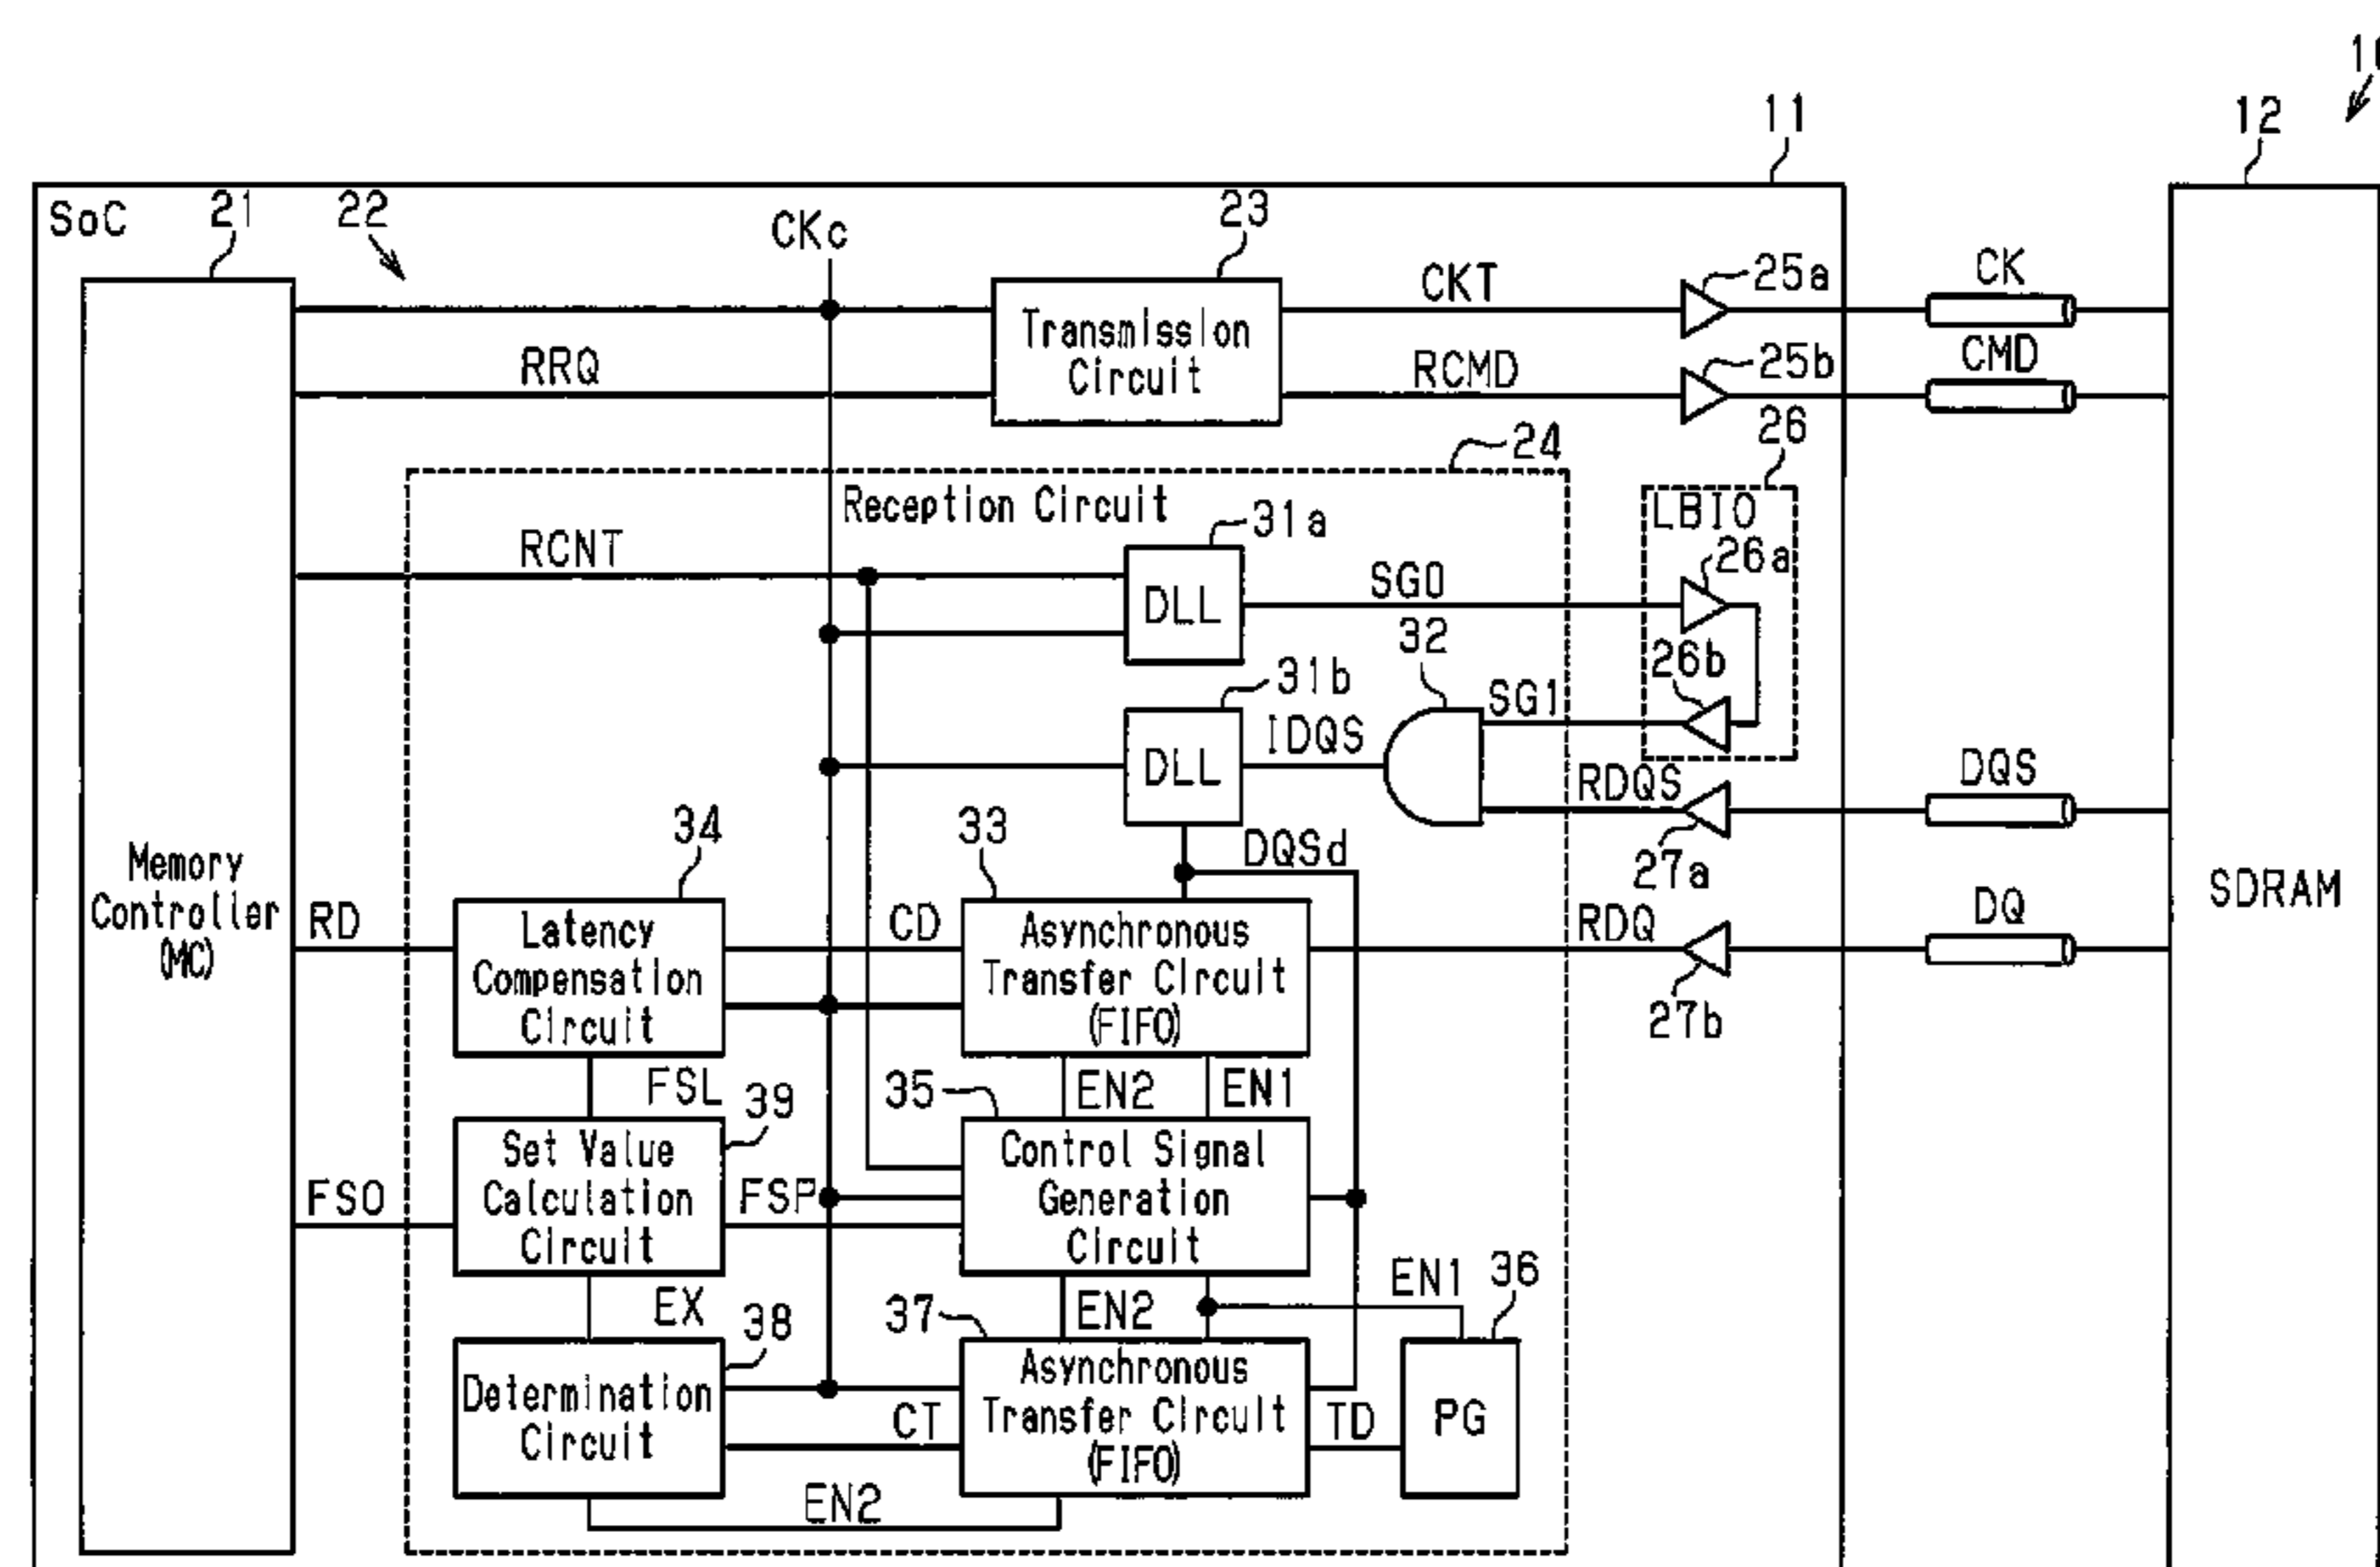 10
11
12
SoC
21
22
CKc
23
CKT
25a
CK
Transmission
Circuit
RRQ
RCMD
25b
CMD
26
24
Reception Circuit
LBIO
RCNT
31a
26a
DLL
SG0
32
26b
31b
SG1
IDQS
DLL
RDQS
DQS
34
33
DQSd
27a
Memory
Controller
(MC)
SDRAM
RD
Latency
Compensation
Circuit
CD
Asynchronous
Transfer Circuit
(FIFO)
RDQ
DQ
27b
FSL
39
35
EN2
EN1
Set Value
Calculation
Circuit
FSO
FSP
Control Signal
Generation
Circuit
EX
38
37
EN2
EN1
36
Determination
Circuit
CT
Asynchronous
Transfer Circuit
(FIFO)
TD
PG
EN2